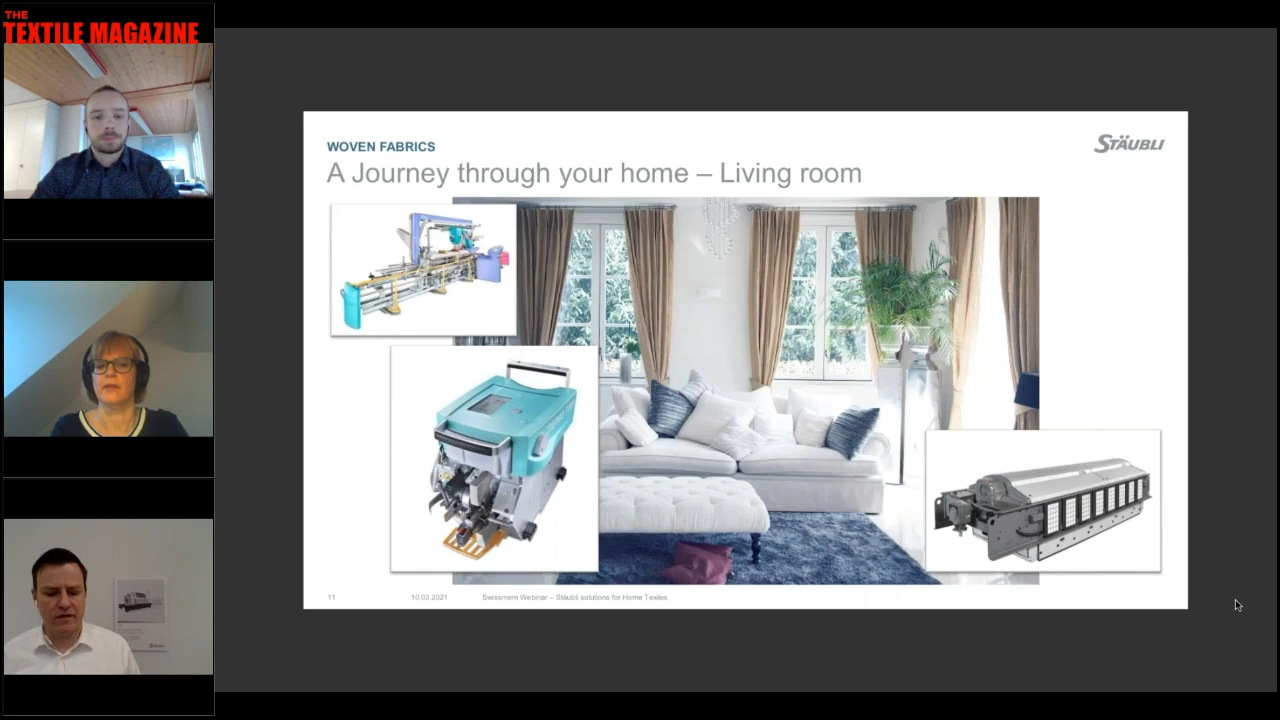 THE
TEXTILE MAGAZINE
WOVEN FABRICS
STÄUBLI
A Journey through your home – Living room
11 10.03.2021 Swissmem Webinar – Stäubli solutions for Home Texiles